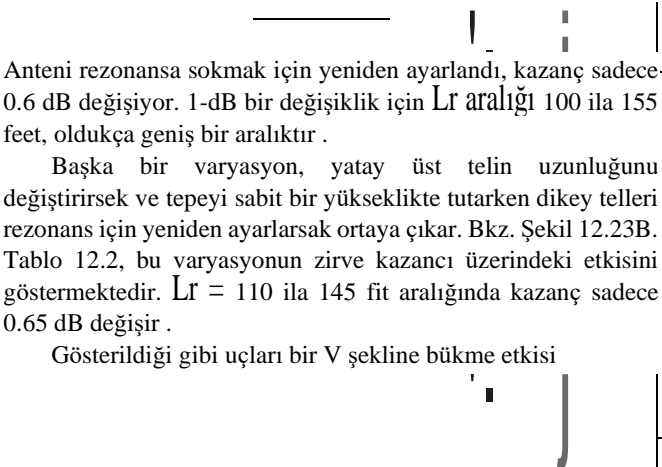 Anteni rezonansa sokmak için yeniden ayarlandı, kazanç sadece
0.6 dB değişiyor. 1-dB bir değişiklik için Lr aralığı 100 ila 155
feet, oldukça geniş bir aralıktır .
Başka bir varyasyon, yatay üst telin uzunluğunu
değiştirirsek ve tepeyi sabit bir yükseklikte tutarken dikey telleri
rezonans için yeniden ayarlarsak ortaya çıkar. Bkz. Şekil 12.23B.
Tablo 12.2, bu varyasyonun zirve kazancı üzerindeki etkisini
göstermektedir. Lr = 110 ila 145 fit aralığında kazanç sadece
0.65 dB değişir .
Gösterildiği gibi uçları bir V şekline bükme etkisi